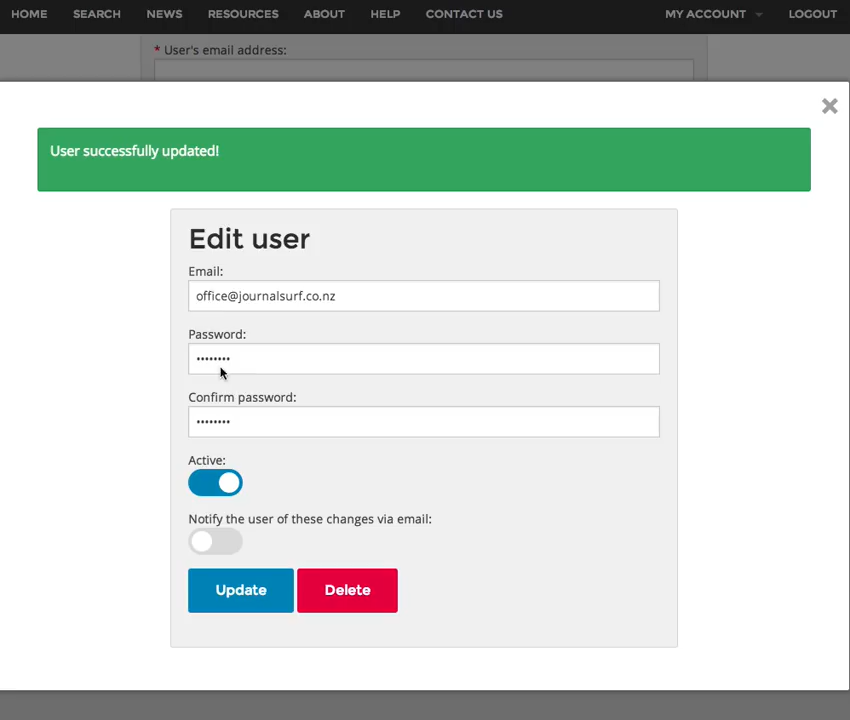 HOME SEARCH NEWS RESOURCES ABOUT HELP CONTACT US MY ACCOUNT LOGOUT
* User's email address:
User successfully updated!
Edit user
Email:
office@journalsurf.co.nz
Password:
••••••••
Confirm password:
••••••••
Active:
Notify the user of these changes via email:
Update Delete